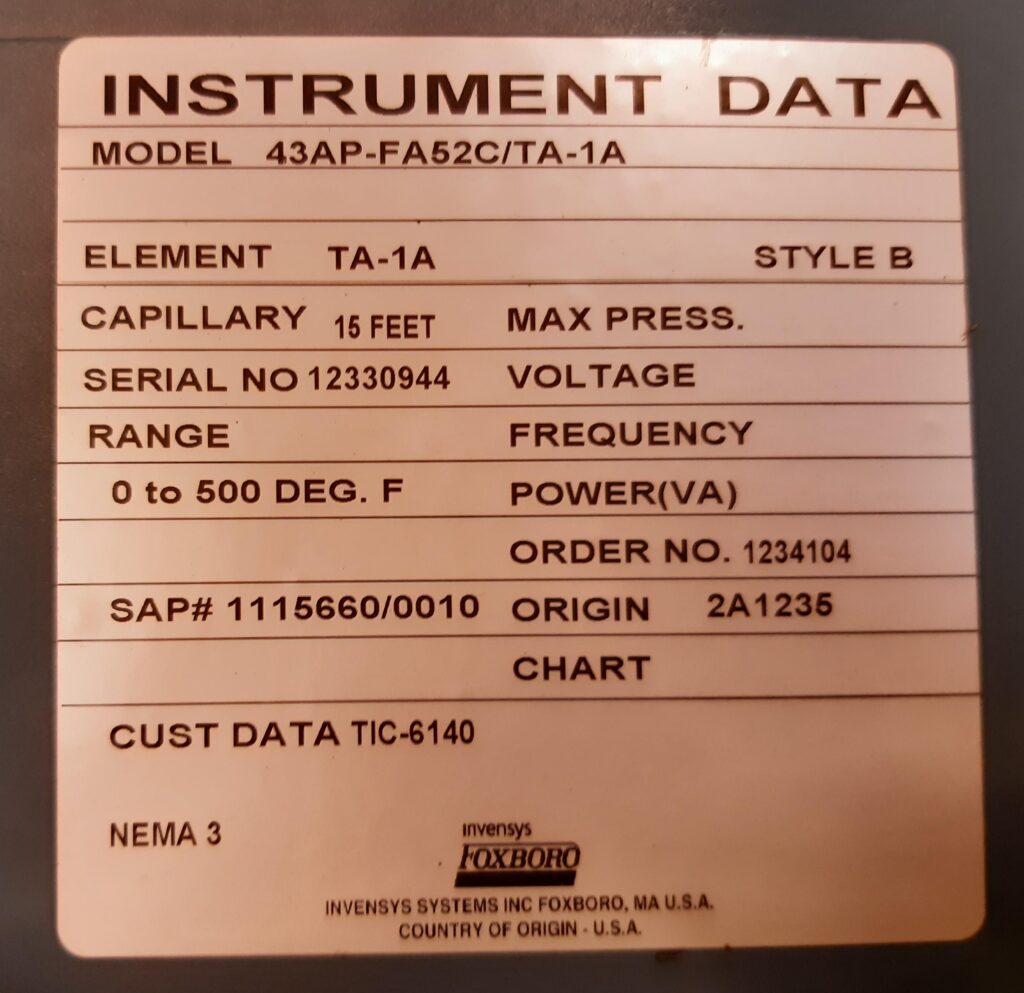 INSTRUMENT DATA
MODEL 43AP-FA52C/TA-1A
ELEMENT TA-1A STYLE B
CAPILLARY 15 FEET MAX PRESS.
SERIAL NO 12330944 VOLTAGE
RANGE FREQUENCY
0 to 500 DEG. F POWER(VA)
ORDER NO. 1234104
SAP# 1115660/0010 ORIGIN 2A1235
CHART
CUST DATA TIC-6140
NEMA 3
invensys
FOXBORO
INVENSYS SYSTEMS INC FOXBORO, MA U.S.A.
COUNTRY OF ORIGIN - U.S.A.